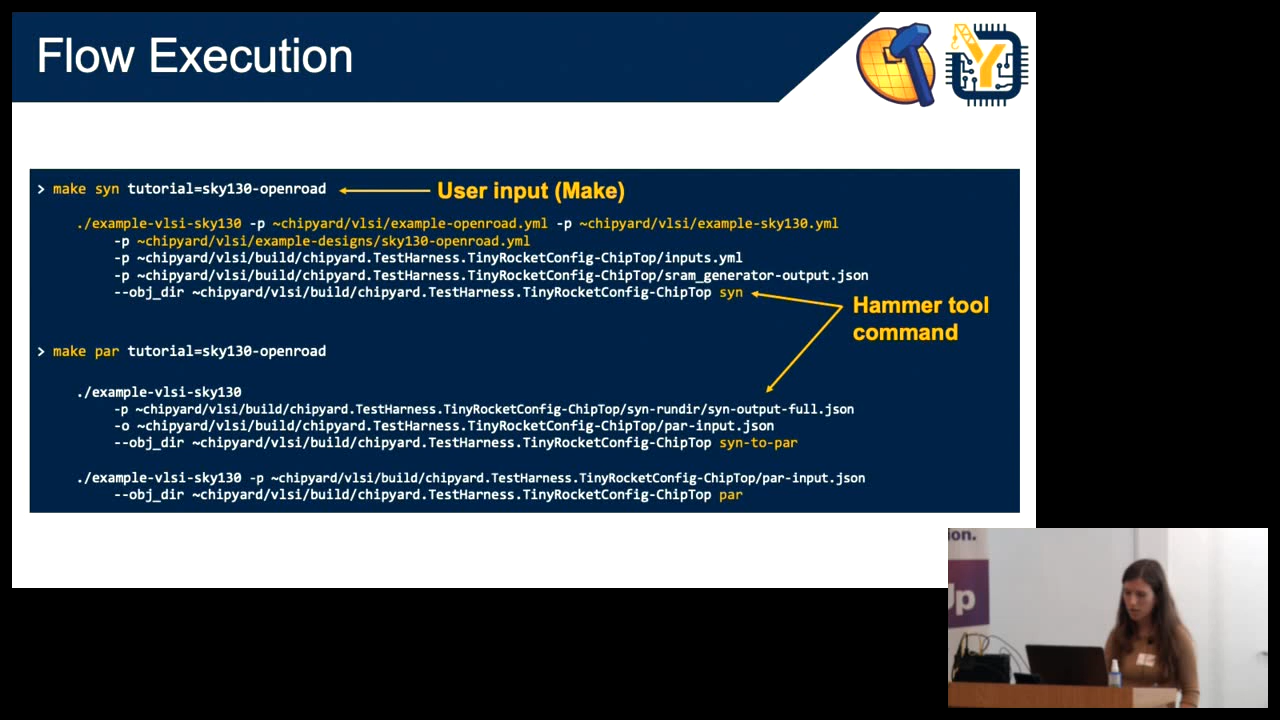 Flow Execution
> make syn tutorial=sky130-openroad
User input (Make)
./example-vlsi-sky130 -p ~chipyard/vlsi/example-openroad.yml -p ~chipyard/vlsi/example-sky130.yml
-p ~chipyard/vlsi/example-designs/sky130-openroad.yml
-p ~chipyard/vlsi/build/chipyard.TestHarness.TinyRocketConfig-ChipTop/inputs.yml
-p ~chipyard/vlsi/build/chipyard.TestHarness.TinyRocketConfig-ChipTop/sram_generator-output.json
--obj_dir ~chipyard/vlsi/build/chipyard.TestHarness.TinyRocketConfig-ChipTop syn
Hammer tool
command
> make par tutorial=sky130-openroad
./example-vlsi-sky130
-p ~chipyard/vlsi/build/chipyard.TestHarness.TinyRocketConfig-ChipTop/syn-rundir/syn-output-full.json
-o ~chipyard/vlsi/build/chipyard.TestHarness.TinyRocketConfig-ChipTop/par-input.json
--obj_dir ~chipyard/vlsi/build/chipyard.TestHarness.TinyRocketConfig-ChipTop syn-to-par
./example-vlsi-sky130 -p ~chipyard/vlsi/build/chipyard.TestHarness.TinyRocketConfig-ChipTop/par-input.json
--obj_dir ~chipyard/vlsi/build/chipyard.TestHarness.TinyRocketConfig-ChipTop par
ion.
Up